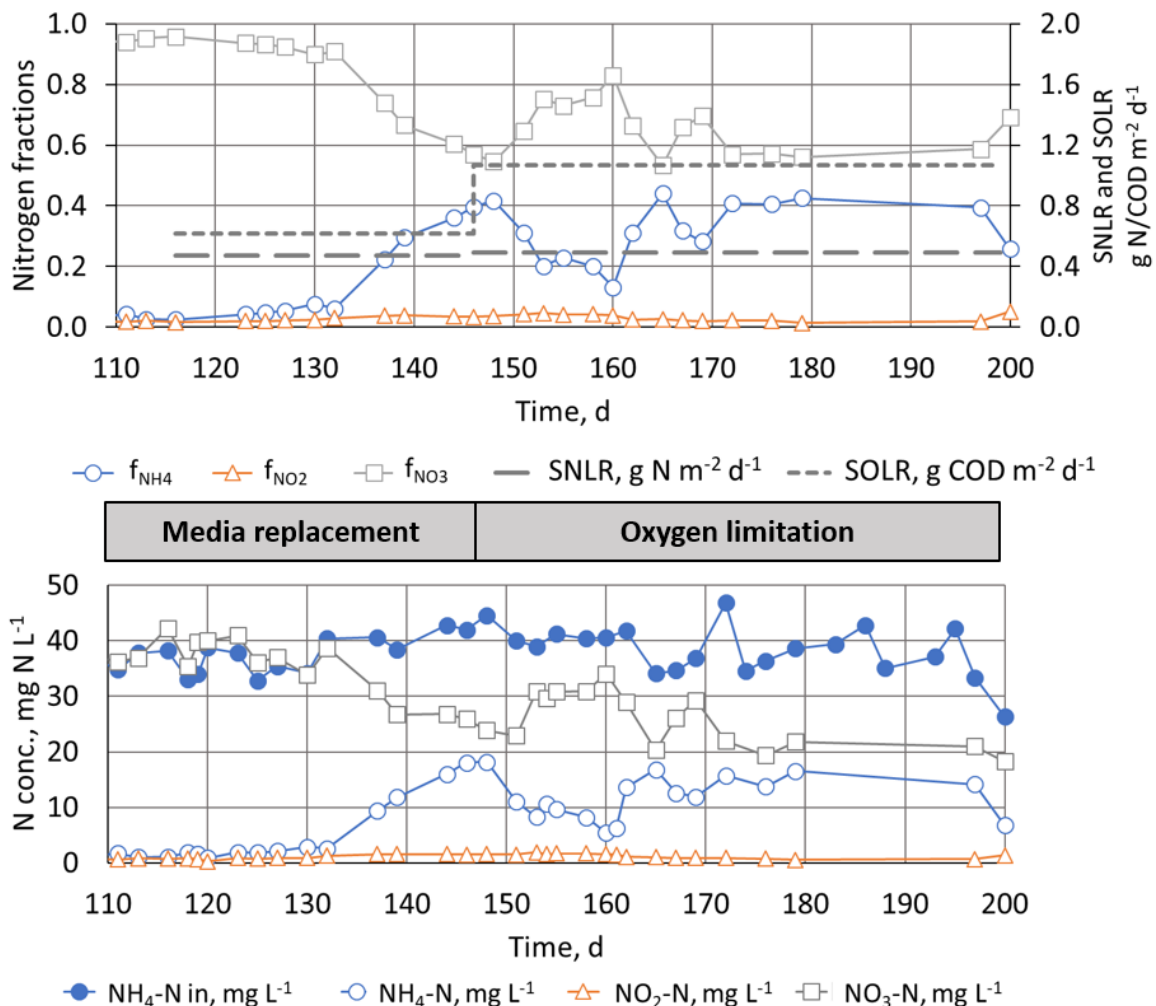 Nitrogen fractions
1.0
0.8
0.6
0.4
0.2
0.0
2.0
1.6
1.2
0.8
0.4
0.0
SNLR and SOLR
g N/COD m⁻² d⁻¹
110 120 130 140 150 160 170 180 190 200
Time, d
fNH4 fNO2 fNO3 SNLR, g N m⁻² d⁻¹ SOLR, g COD m⁻² d⁻¹
Media replacement Oxygen limitation
N conc., mg N L⁻¹
50
40
30
20
10
0
110 120 130 140 150 160 170 180 190 200
Time, d
NH₄-N in, mg L⁻¹ NH₄-N, mg L⁻¹ NO₂-N, mg L⁻¹ NO₃-N, mg L⁻¹